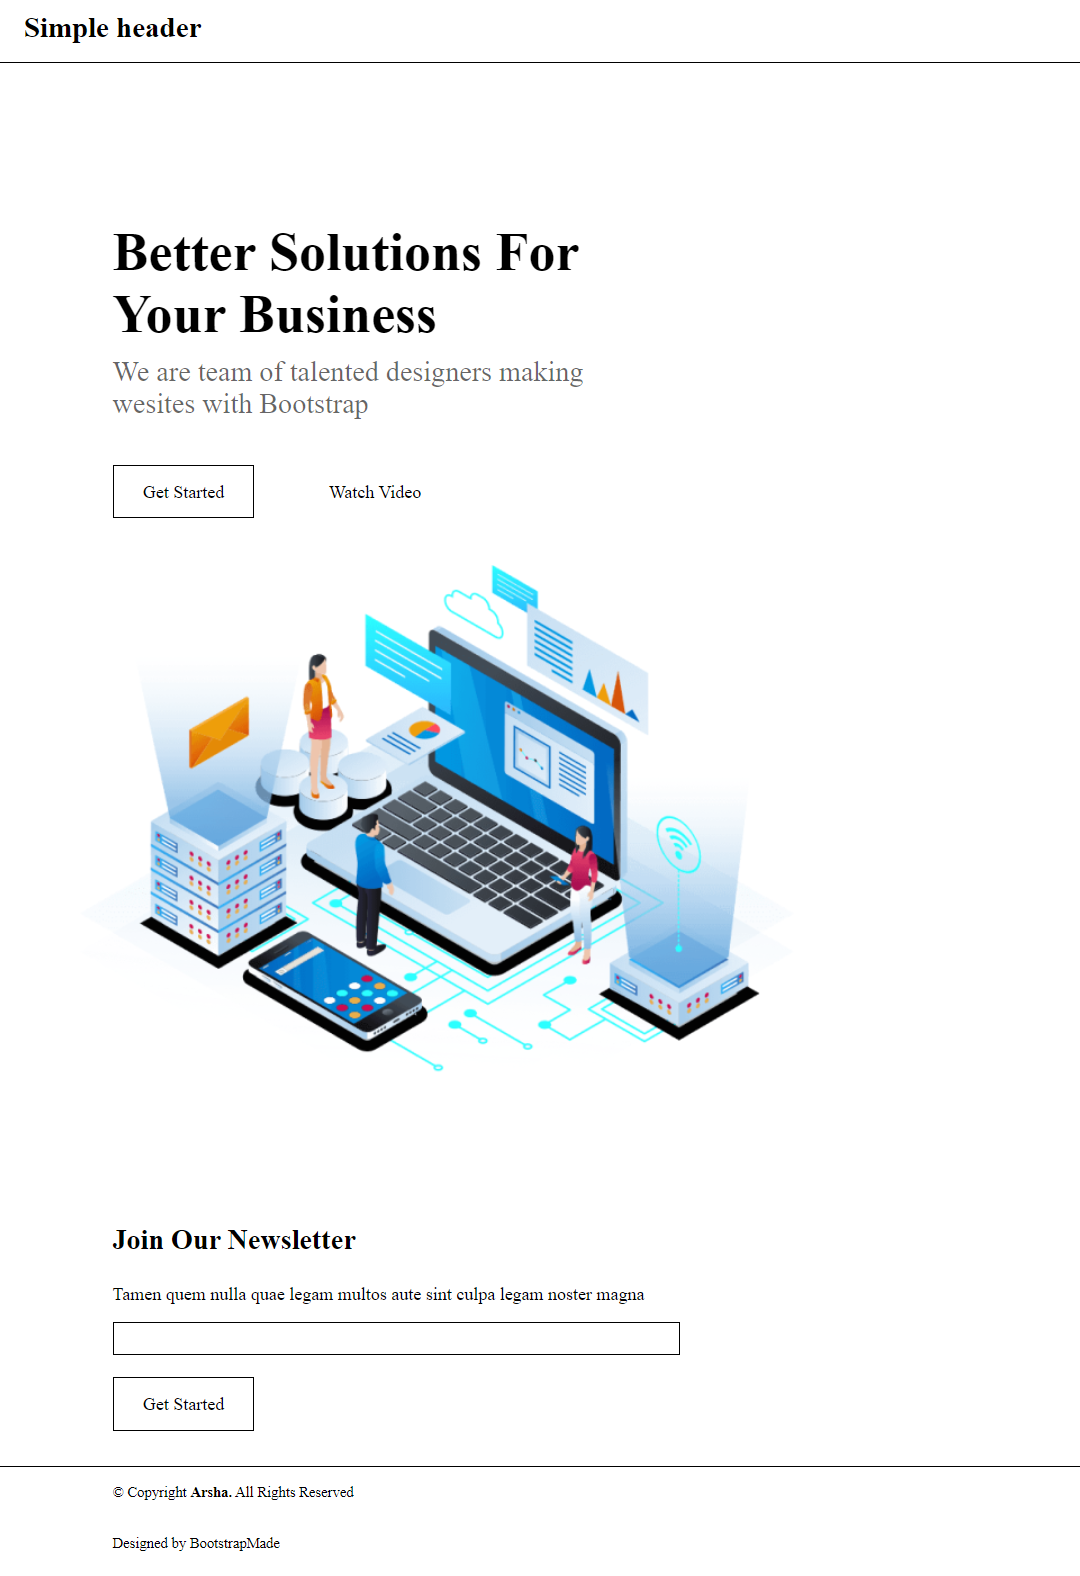 Simple header
Better Solutions For
Your Business
We are team of talented designers making
wesites with Bootstrap
Get Started
Watch Video
Join Our Newsletter
Tamen quem nulla quae legam multos aute sint culpa legam noster magna
Get Started
© Copyright Arsha. All Rights Reserved
Designed by BootstrapMade